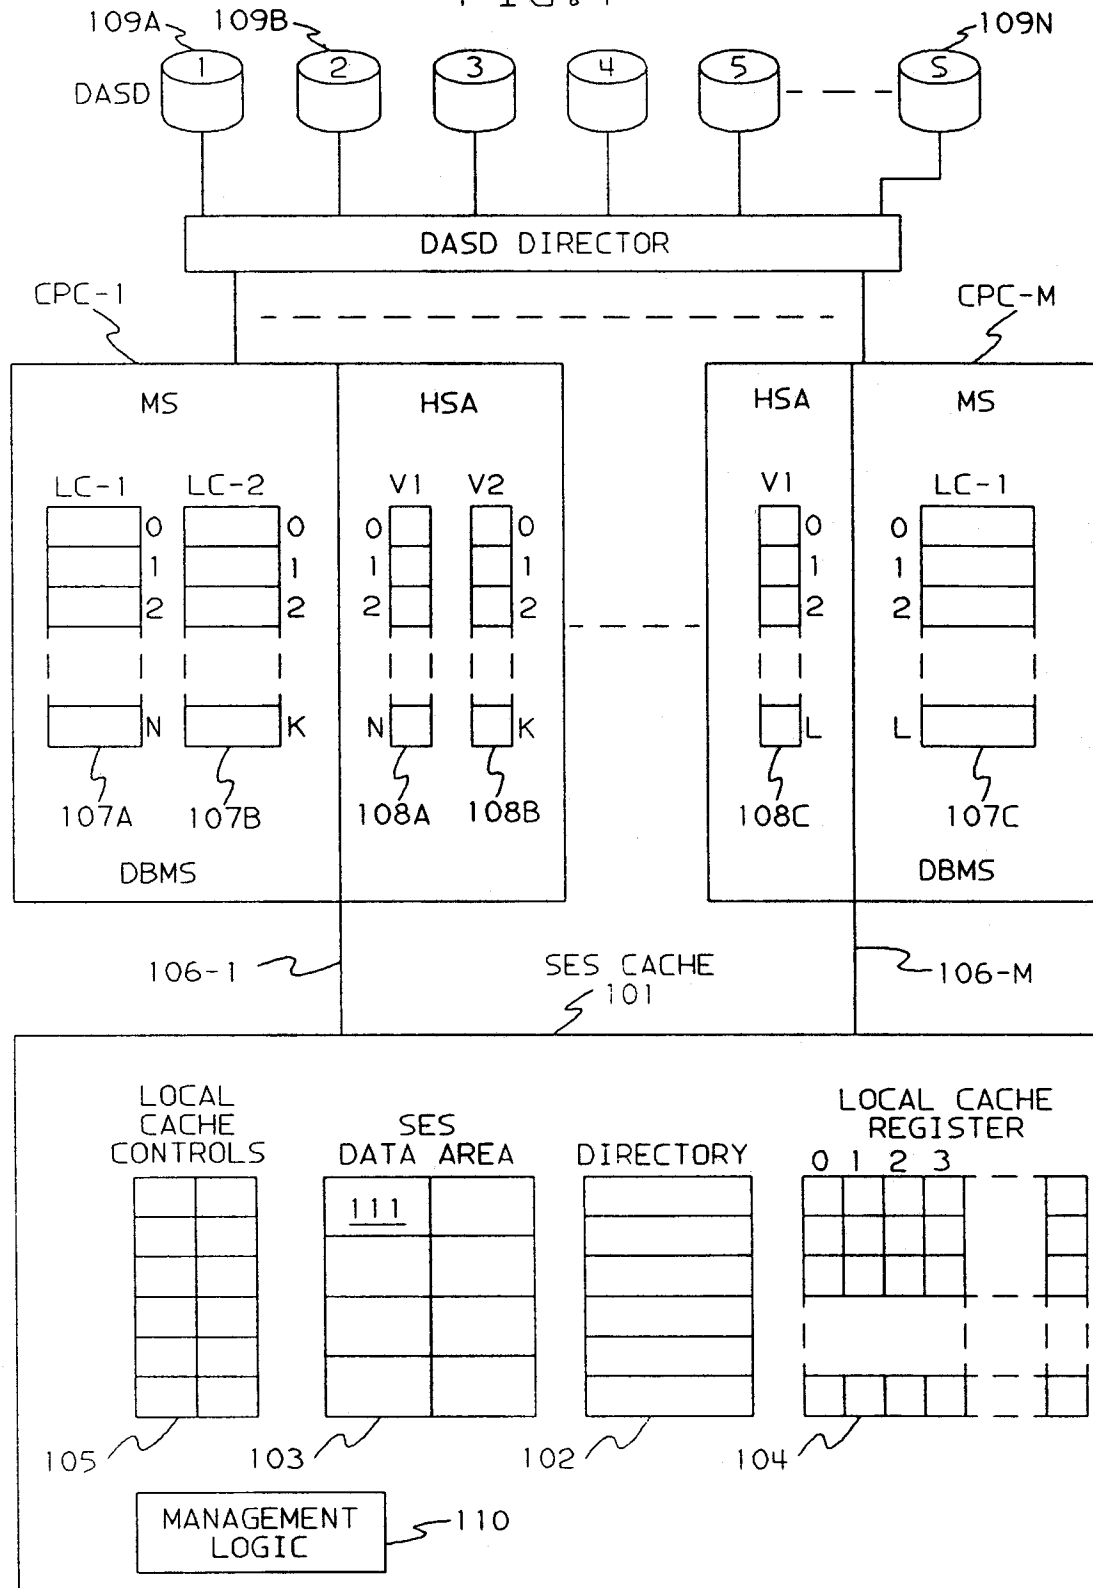 FIG. 1
109A 109B 109N
DASD 1 2 3 4 5 S
DASD DIRECTOR
CPC-1 CPC-M
MS HSA HSA MS
LC-1 LC-2 V1 V2 V1 LC-1
0 0 0 0 0 0
1 1 1 1 1 1
2 2 2 2 2 2
N K N K L L
107A 107B 108A 108B 108C 107C
DBMS DBMS
106-1 106-M
SES CACHE
101
LOCAL
CACHE
CONTROLS
SES
DATA AREA
DIRECTORY
LOCAL CACHE
REGISTER
0 1 2 3
111
105 103 102 104
MANAGEMENT
LOGIC
110